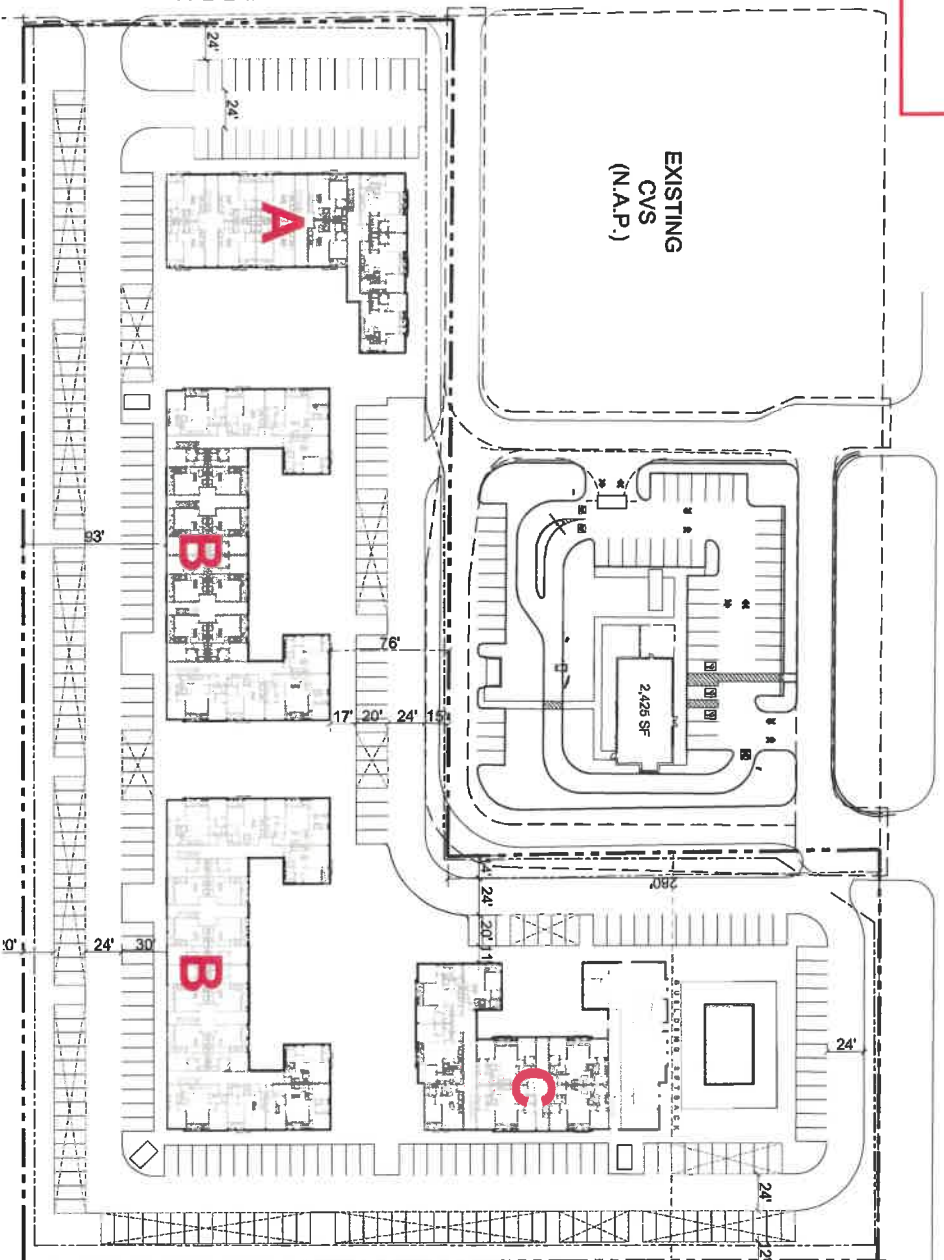 EXISTING
CVS
(N.A.P.)
24'
24'
A
B
93'
76'
17' 20' 24' 15'
2,425 SF
280'
24'
20' 11'
B
24' 30'
C
BUILDING SETBACK
24'
24'